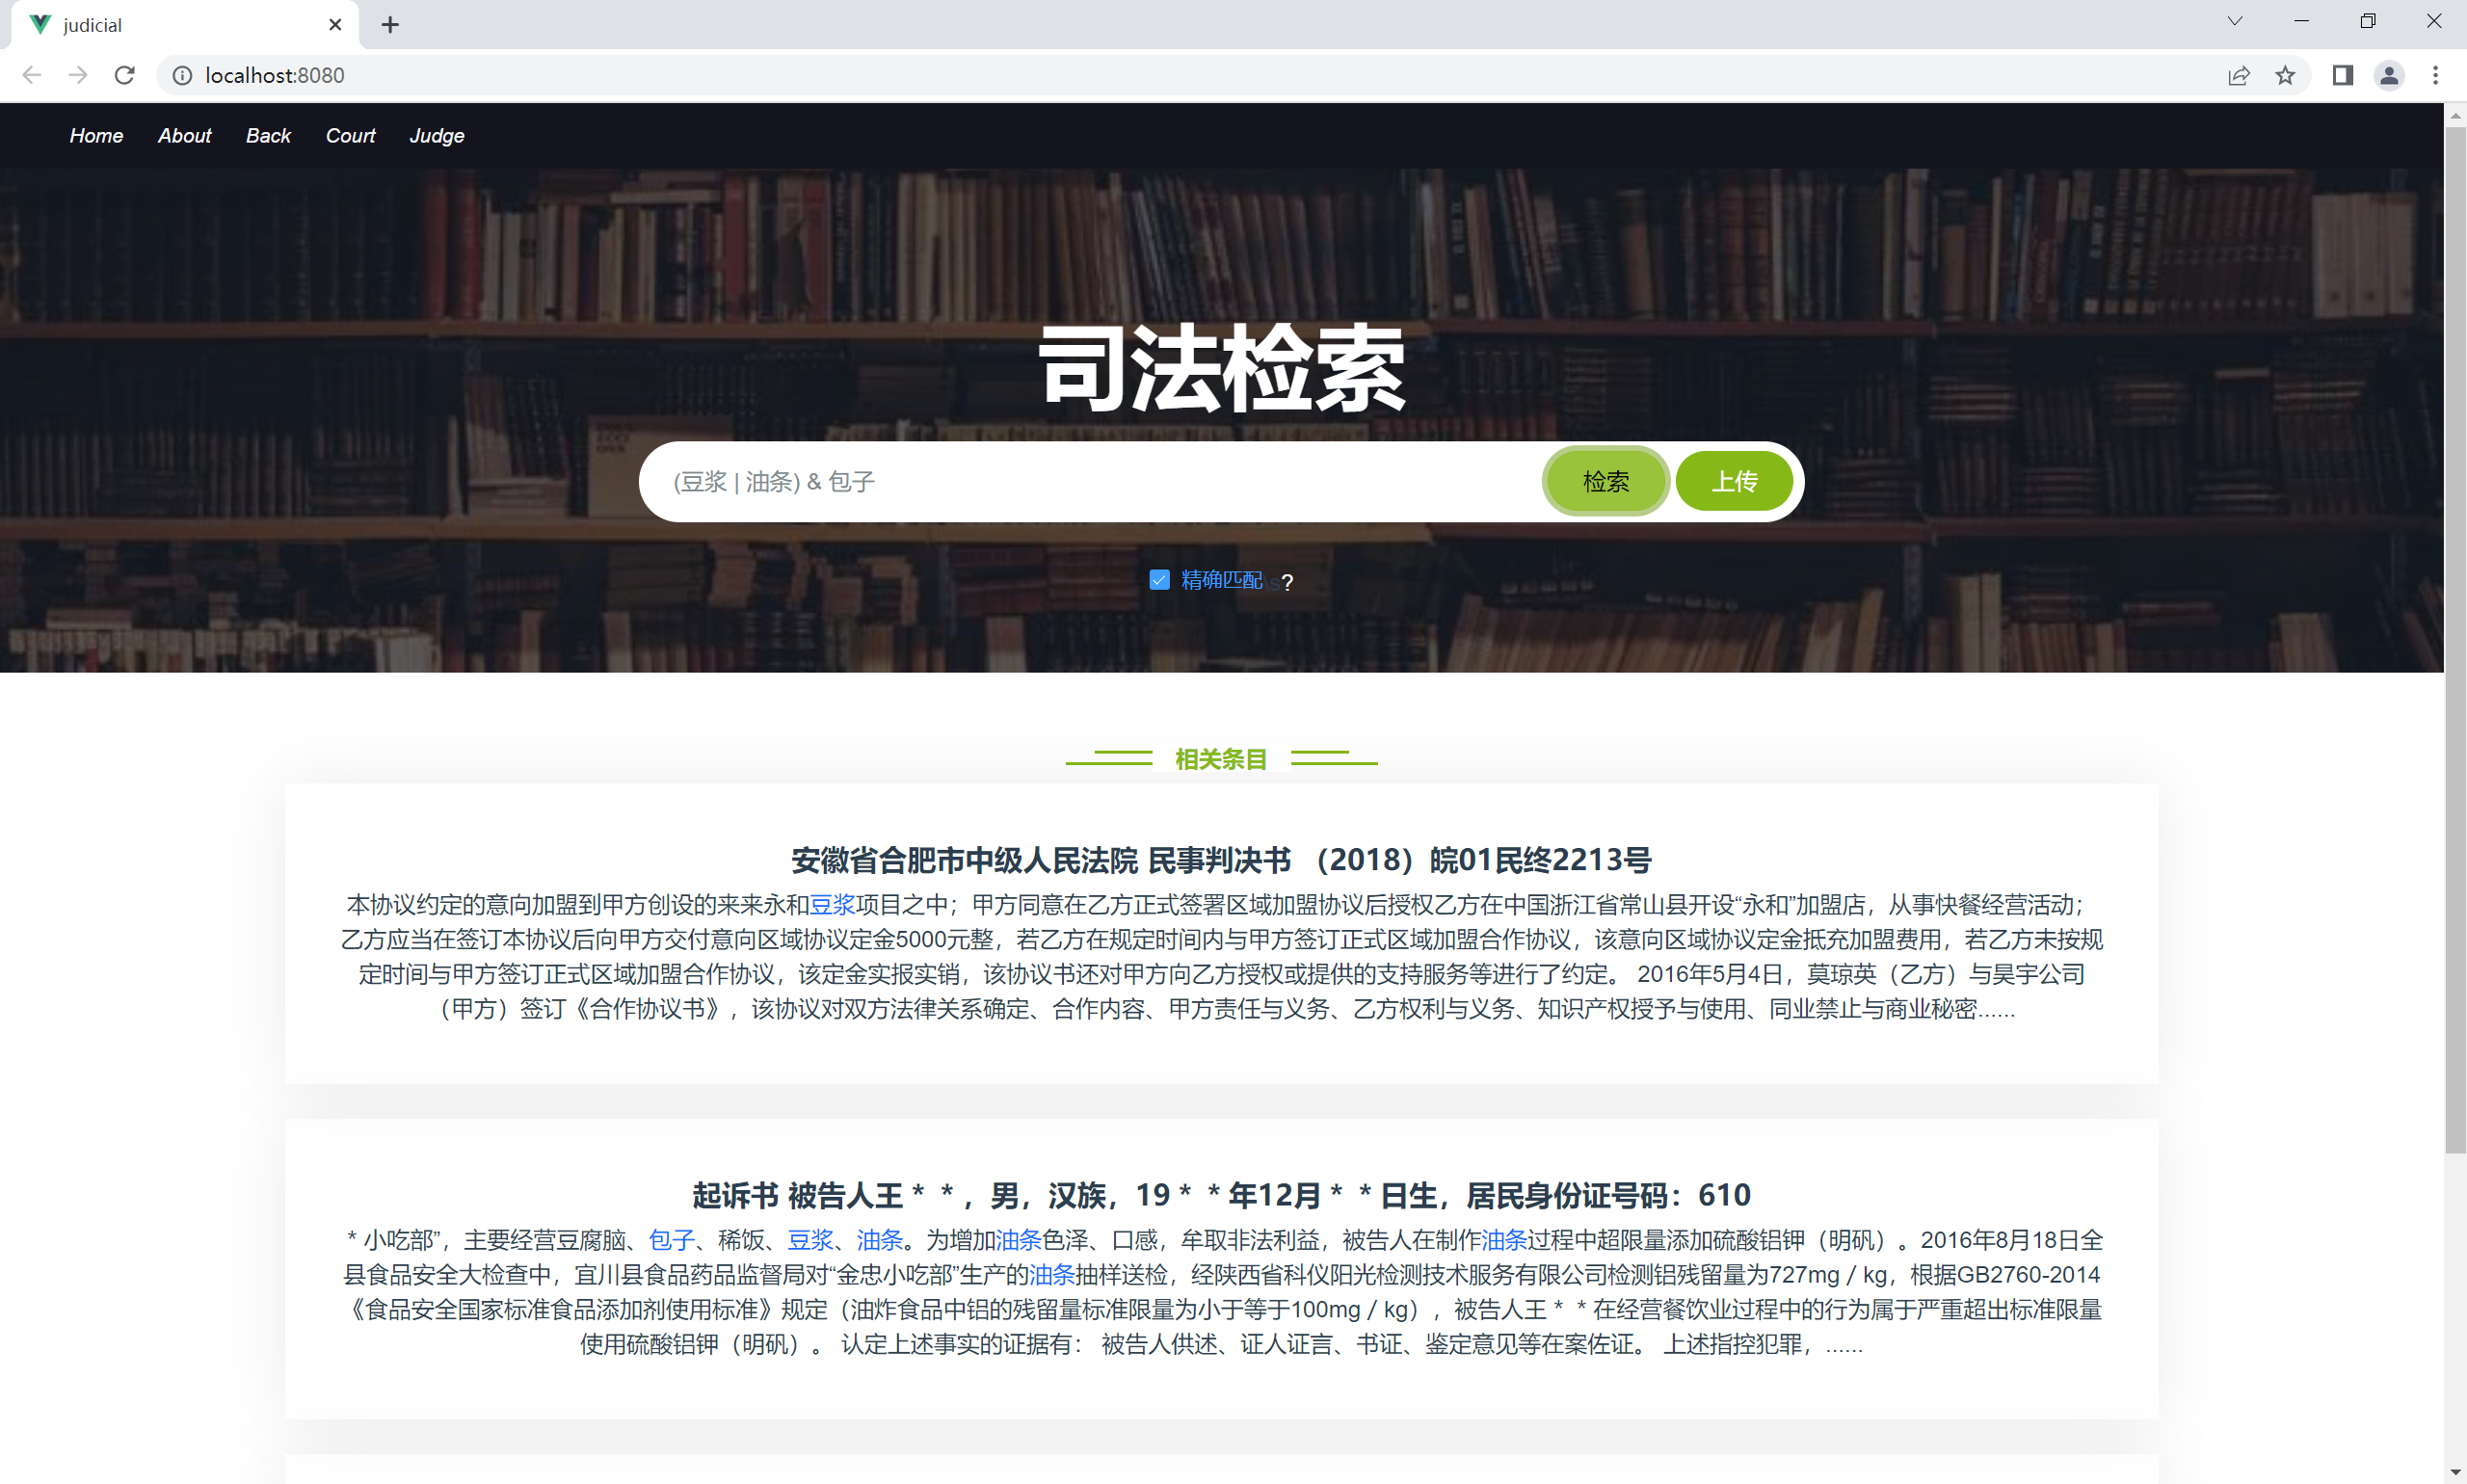 judicial
localhost:8080
Home About Back Court Judge
司法检索
(豆浆 | 油条) & 包子
检索
上传
精确匹配\s?
相关条目
安徽省合肥市中级人民法院 民事判决书 （2018）皖01民终2213号
本协议约定的意向加盟到甲方创设的来来永和豆浆项目之中；甲方同意在乙方正式签署区域加盟协议后授权乙方在中国浙江省常山县开设“永和”加盟店，从事快餐经营活动；
乙方应当在签订本协议后向甲方交付意向区域协议定金5000元整，若乙方在规定时间内与甲方签订正式区域加盟合作协议，该意向区域协议定金抵充加盟费用，若乙方未按规
定时间与甲方签订正式区域加盟合作协议，该定金实报实销，该协议书还对甲方向乙方授权或提供的支持服务等进行了约定。 2016年5月4日，莫琼英（乙方）与昊宇公司
（甲方）签订《合作协议书》，该协议对双方法律关系确定、合作内容、甲方责任与义务、乙方权利与义务、知识产权授予与使用、同业禁止与商业秘密......
起诉书 被告人王＊＊，男，汉族，19＊＊年12月＊＊日生，居民身份证号码：610
＊小吃部”，主要经营豆腐脑、包子、稀饭、豆浆、油条。为增加油条色泽、口感，牟取非法利益，被告人在制作油条过程中超限量添加硫酸铝钾（明矾）。2016年8月18日全
县食品安全大检查中，宜川县食品药品监督局对“金忠小吃部”生产的油条抽样送检，经陕西省科仪阳光检测技术服务有限公司检测铝残留量为727mg／kg，根据GB2760-2014
《食品安全国家标准食品添加剂使用标准》规定（油炸食品中铝的残留量标准限量为小于等于100mg／kg），被告人王＊＊在经营餐饮业过程中的行为属于严重超出标准限量
使用硫酸铝钾（明矾）。 认定上述事实的证据有： 被告人供述、证人证言、书证、鉴定意见等在案佐证。 上述指控犯罪，......